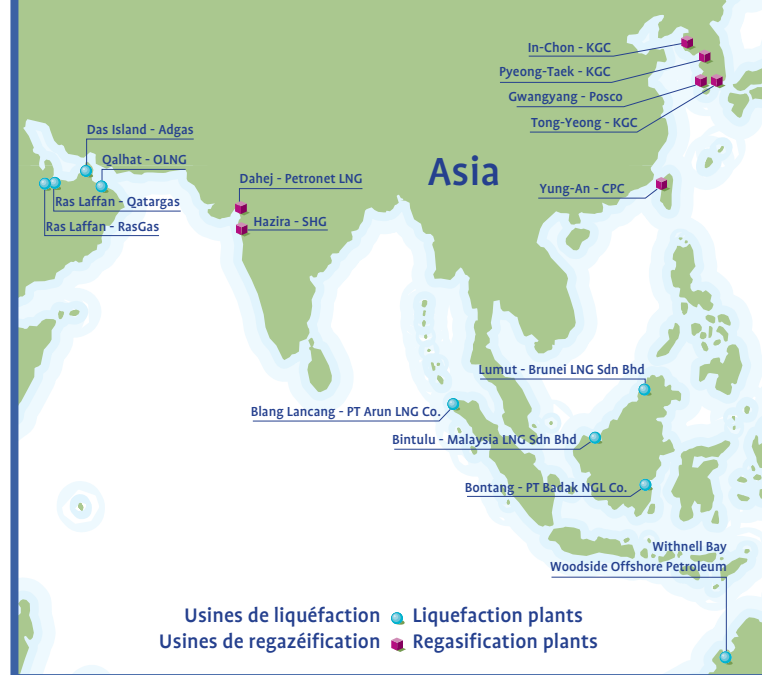 In-Chon - KGC
Pyeong-Taek - KGC
Gwangyang - Posco
Tong-Yeong - KGC
Das Island - Adgas
Qalhat - OLNG
Asia
Dahej - Petronet LNG
Yung-An - CPC
Ras Laffan - Qatargas
Hazira - SHG
Ras Laffan - RasGas
Lumut - Brunei LNG Sdn Bhd
Blang Lancang - PT Arun LNG Co.
Bintulu - Malaysia LNG Sdn Bhd
Bontang - PT Badak NGL Co.
Withnell Bay
Woodside Offshore Petroleum
Usines de liquéfaction Liquefaction plants
Usines de regazéification Regasification plants